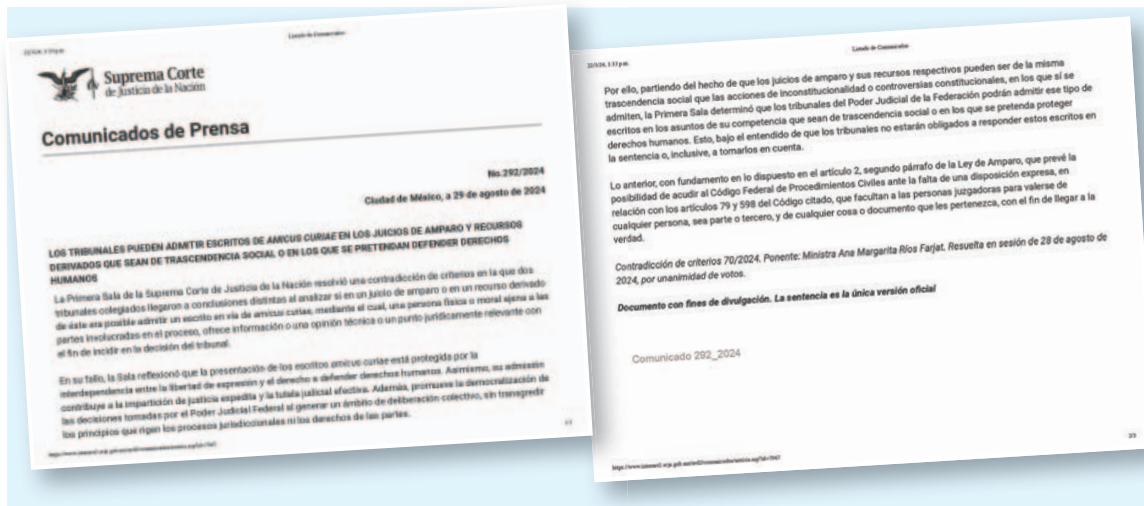 Listado de Comunicados
Suprema Corte
de Justicia de la Nación
Comunicados de Prensa
No.292/2024
Ciudad de México, a 29 de agosto de 2024
LOS TRIBUNALES PUEDEN ADMITIR ESCRITOS DE AMICUS CURIAE EN LOS JUICIOS DE AMPARO Y RECURSOS
DERIVADOS QUE SEAN DE TRASCENDENCIA SOCIAL O EN LOS QUE SE PRETENDAN DEFENDER DERECHOS
HUMANOS
La Primera Sala de la Suprema Corte de Justicia de la Nación resolvió una contradicción de criterios en la que dos
tribunales colegiados llegaron a conclusiones distintas al analizar si en un juicio de amparo o en un recurso derivado
de éste era posible admitir un escrito en vía de amicus curiae, mediante el cual, una persona física o moral ajena a las
partes involucradas en el proceso, ofrece información o una opinión técnica o un punto jurídicamente relevante con
el fin de incidir en la decisión del tribunal.
En su fallo, la Sala reflexionó que la presentación de los escritos amicus curiae está protegida por la
interdependencia entre la libertad de expresión y el derecho a defender derechos humanos. Asimismo, su admisión
contribuye a la impartición de justicia expedita y la tutela judicial efectiva. Además, promueve la democratización de
las decisiones tomadas por el Poder Judicial Federal al generar un ámbito de deliberación colectivo, sin transgredir
los principios que rigen los procesos jurisdiccionales ni los derechos de las partes.
Listado de Comunicados
Por ello, partiendo del hecho de que los juicios de amparo y sus recursos respectivos pueden ser de la misma
trascendencia social que las acciones de inconstitucionalidad o controversias constitucionales, en los que sí se
admiten, la Primera Sala determinó que los tribunales del Poder Judicial de la Federación podrán admitir ese tipo de
escritos en los asuntos de su competencia que sean de trascendencia social o en los que se pretenda proteger
derechos humanos. Esto, bajo el entendido de que los tribunales no estarán obligados a responder estos escritos en
la sentencia o, inclusive, a tomarlos en cuenta.
Lo anterior, con fundamento en lo dispuesto en el artículo 2, segundo párrafo de la Ley de Amparo, que prevé la
posibilidad de acudir al Código Federal de Procedimientos Civiles ante la falta de una disposición expresa, en
relación con los artículos 79 y 598 del Código citado, que facultan a las personas juzgadoras para valerse de
cualquier persona, sea parte o tercero, y de cualquier cosa o documento que les pertenezca, con el fin de llegar a la
verdad.
Contradicción de criterios 70/2024. Ponente: Ministra Ana Margarita Ríos Farjat. Resuelta en sesión de 28 de agosto de
2024, por unanimidad de votos.
Documento con fines de divulgación. La sentencia es la única versión oficial
Comunicado 292_2024